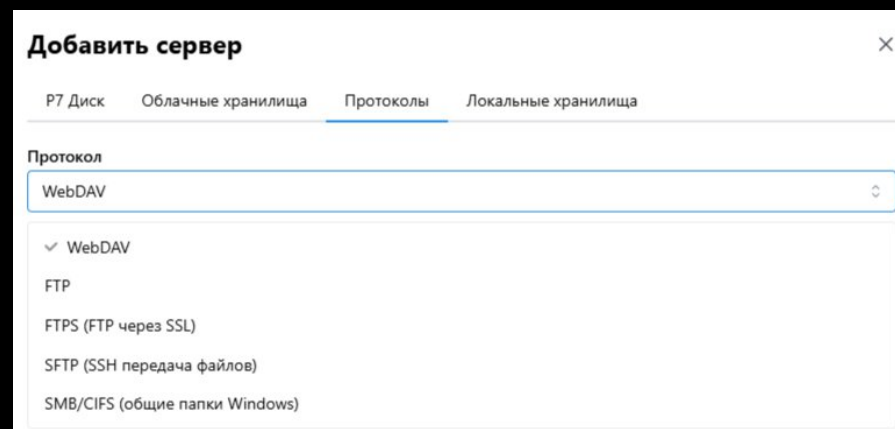 Добавить сервер
Р7 Диск Облачные хранилища Протоколы Локальные хранилища
Протокол
WebDAV
WebDAV
FTP
FTPS (FTP через SSL)
SFTP (SSH передача файлов)
SMB/CIFS (общие папки Windows)